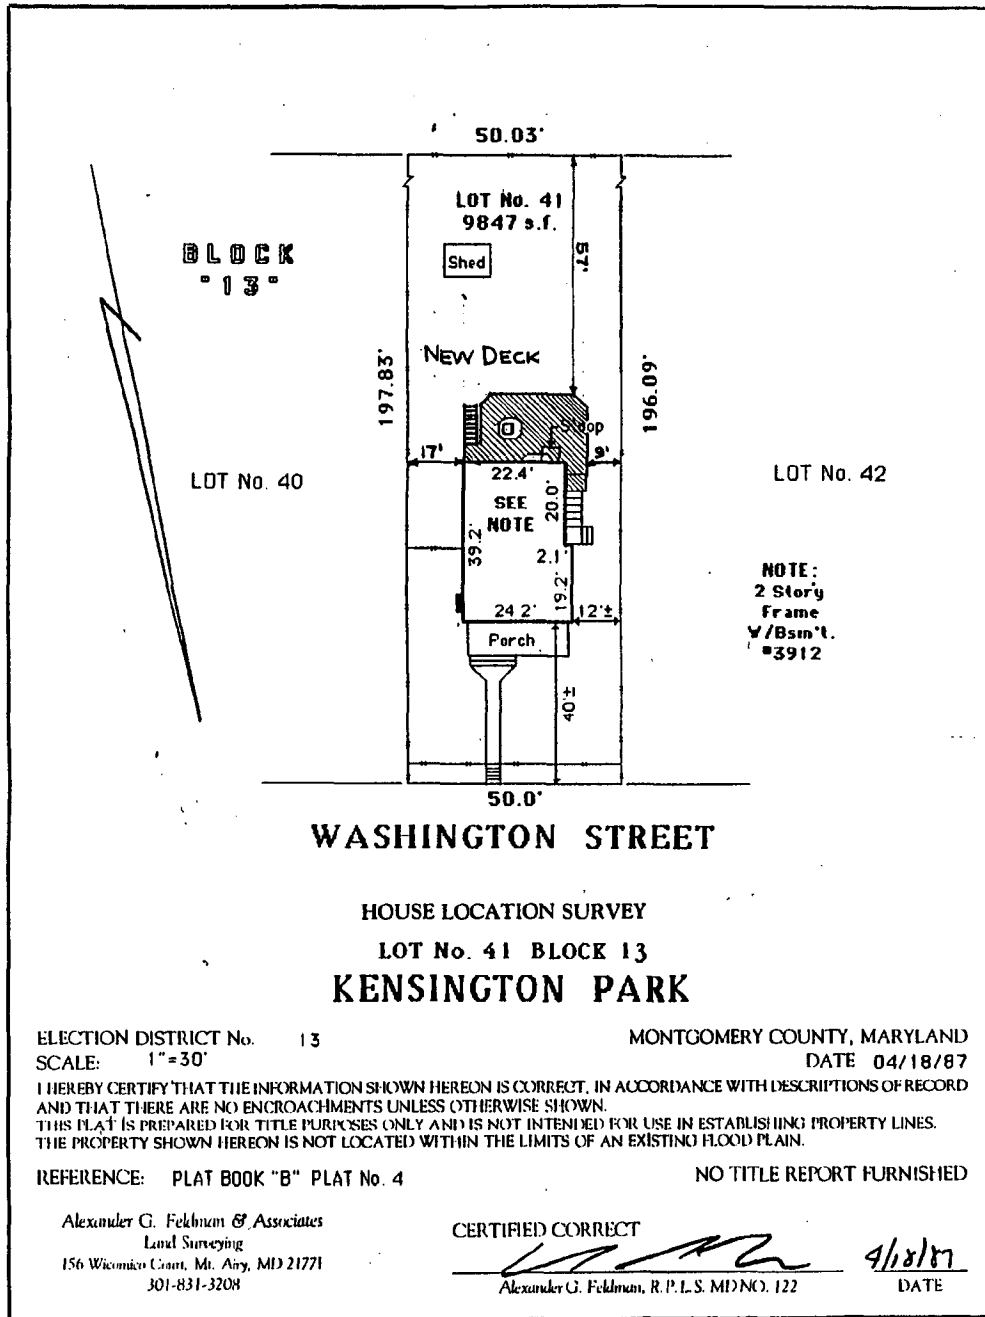 50.03'
LOT No. 41
9847 s.f.
BLOCK
"13"
Shed
57'
NEW DECK
197.83'
196.09'
Stoop
17'
9'
22.4'
LOT No. 40
LOT No. 42
SEE
NOTE
20.0'
39.2'
2.1'
19.2'
24.2'
12'±
NOTE:
2 Story
Frame
W/Bsm't.
#3912
Porch
40'±
50.0'
WASHINGTON STREET
HOUSE LOCATION SURVEY
LOT No. 41 BLOCK 13
KENSINGTON PARK
ELECTION DISTRICT No. 13
MONTGOMERY COUNTY, MARYLAND
SCALE: 1"=30'
DATE 04/18/87
I HEREBY CERTIFY THAT THE INFORMATION SHOWN HEREON IS CORRECT, IN ACCORDANCE WITH DESCRIPTIONS OF RECORD
AND THAT THERE ARE NO ENCROACHMENTS UNLESS OTHERWISE SHOWN.
THIS PLAT IS PREPARED FOR TITLE PURPOSES ONLY AND IS NOT INTENDED FOR USE IN ESTABLISHING PROPERTY LINES.
THE PROPERTY SHOWN HEREON IS NOT LOCATED WITHIN THE LIMITS OF AN EXISTING FLOOD PLAIN.
REFERENCE: PLAT BOOK "B" PLAT No. 4
NO TITLE REPORT FURNISHED
Alexander G. Feldman & Associates
Land Surveying
156 Wicomico Court, Mt. Airy, MD 21771
301-831-3208
CERTIFIED CORRECT
4/18/87
Alexander G. Feldman, R.P.L.S. MD NO. 122
DATE